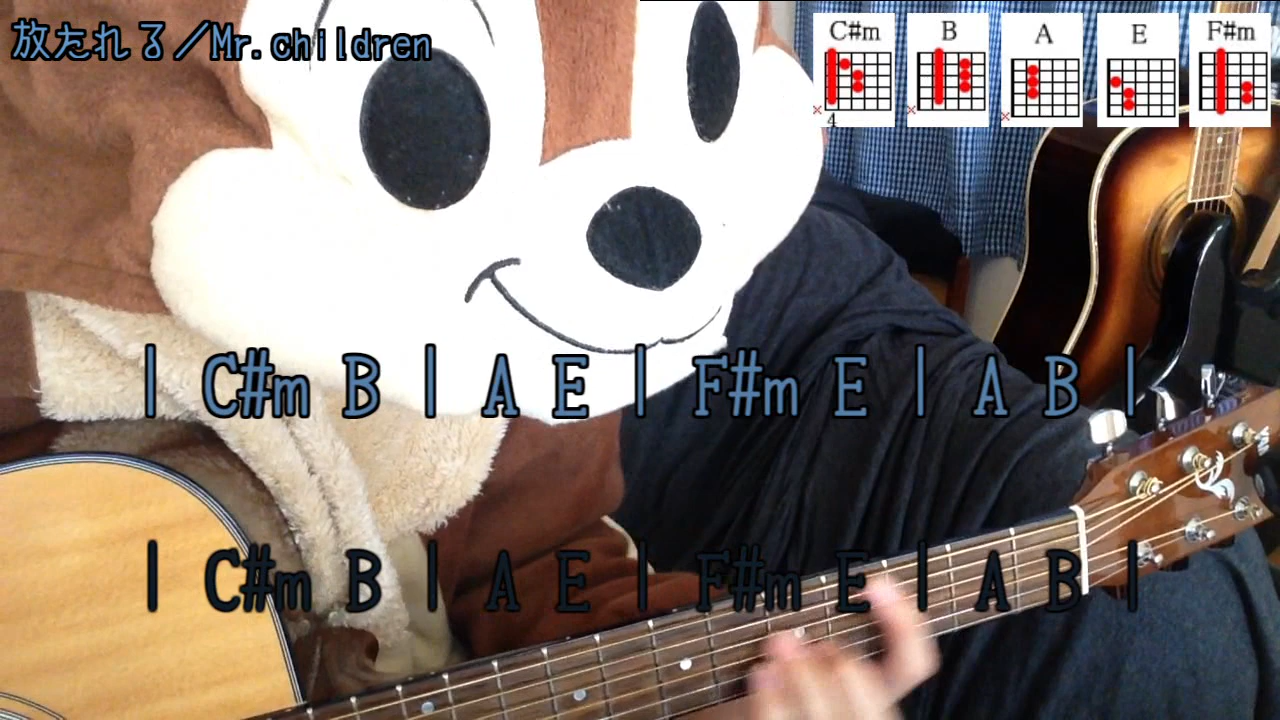 放たれる／Mr.children
C#m B A E F#m
× × ×
4
| C#m B | A E | F#m E | A B |
| C#m B | A E | F#m E | A B |